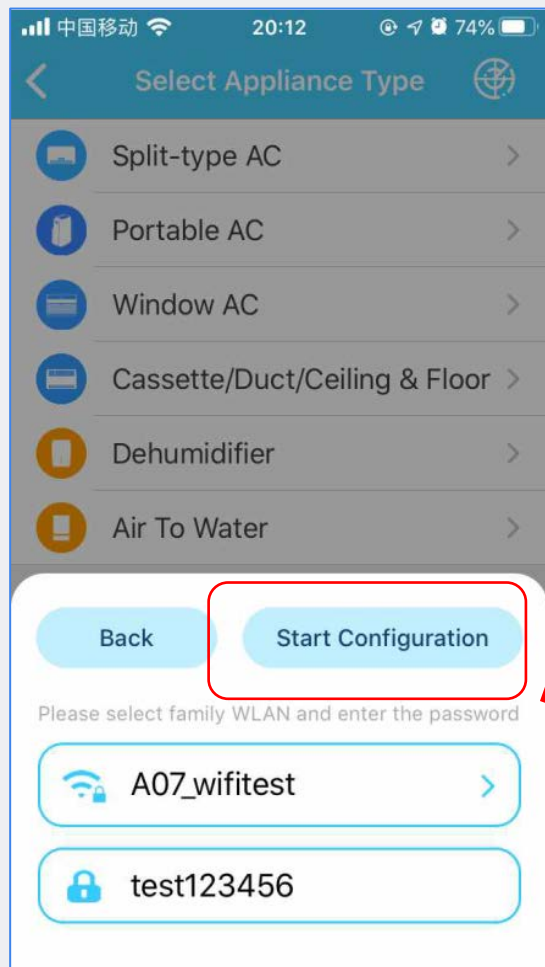 中国移动 20:12 74%
Select Appliance Type
Split-type AC
Portable AC
Window AC
Cassette/Duct/Ceiling & Floor
Dehumidifier
Air To Water
Back Start Configuration
Please select family WLAN and enter the password
A07_wifitest
test123456